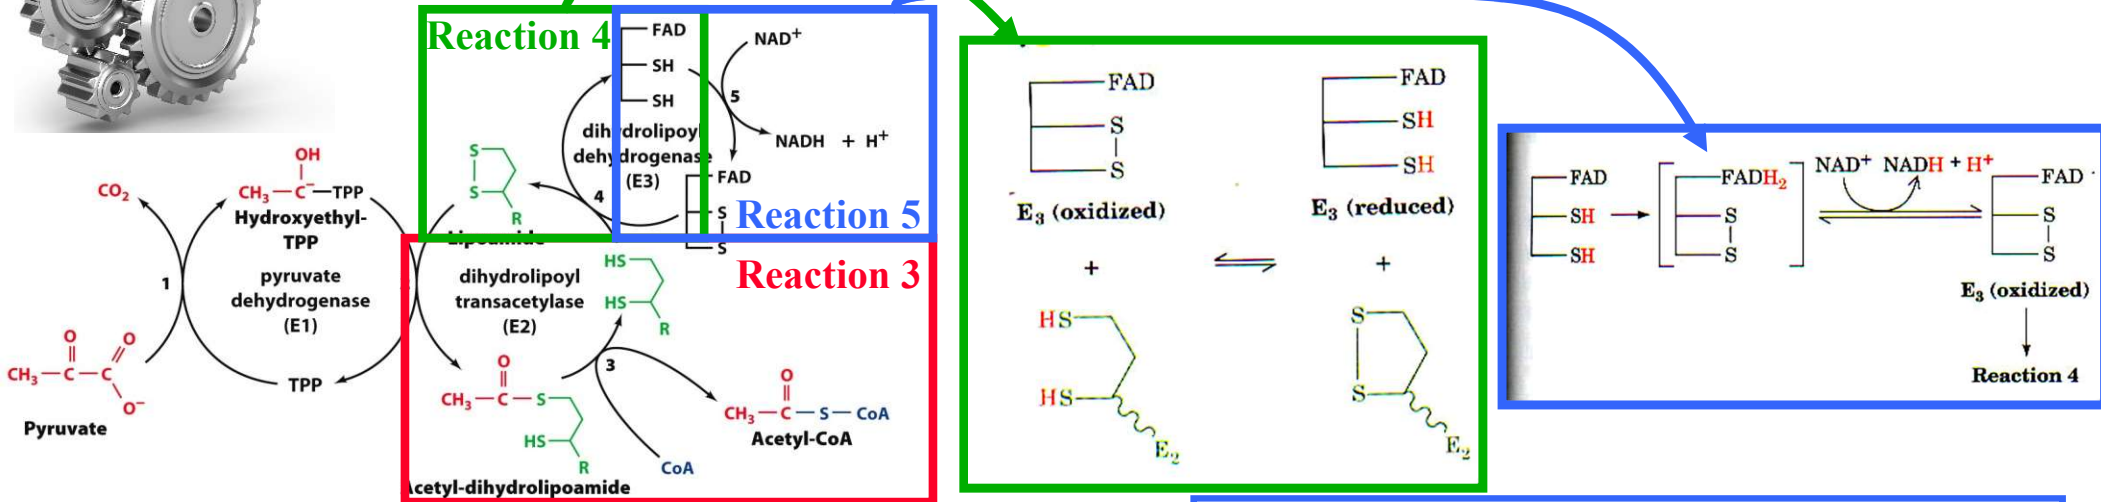 Reaction 4
FAD
SH
SH
NAD+
5
NADH + H+
dihydrolipoyl
dehydrogenase
(E3)
4
FAD
S
S
Reaction 5
S
S
R
Lipoamide
CO2
OH
CH3—C−—TPP
Hydroxyethyl-
TPP
1
pyruvate
dehydrogenase
(E1)
TPP
O
O
CH3—C—C
O−
Pyruvate
Reaction 3
dihydrolipoyl
transacetylase
(E2)
HS
HS
R
3
O
CH3—C—S
HS
R
Acetyl-dihydrolipoamide
CoA
O
CH3—C—S—CoA
Acetyl-CoA
FAD
S
S
E3 (oxidized)
+
HS
HS
E2
⇌
FAD
SH
SH
E3 (reduced)
+
S
S
E2
FAD
SH
SH
FADH2
S
S
NAD+ NADH + H+
FAD
S
S
E3 (oxidized)
Reaction 4